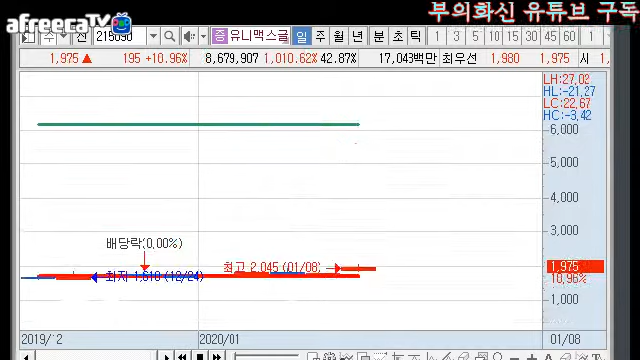 부의화신 유튜브 구독
afreecaTV
주 전 215090 증 유니맥스글 일 주 월 년 분 초 틱 1 3 5 10 15 30 45 60
1,975 ▲ 195 +10.96% 8,679,907 1,010.62% 42.87% 17,043백만 최우선 1,980 1,975 시
LH:27,02
HL:-21,27
LC:22,67
HC:-3,42
6,000
5,000
4,000
3,000
배당락(0,00%)
최고 2,045 (01/08)
1,975
최저 1,610 (12/24)
10,96%
1,000
2019/12 2020/01 01/08